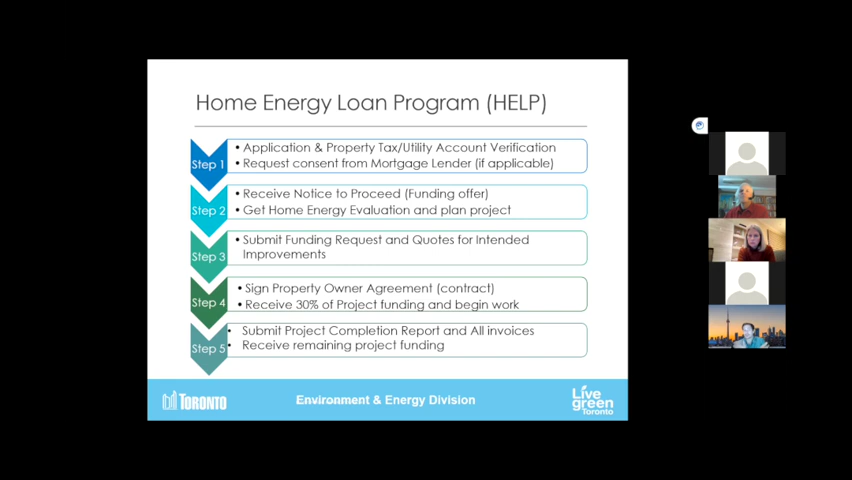 Home Energy Loan Program (HELP)
Step 1
• Application & Property Tax/Utility Account Verification
• Request consent from Mortgage Lender (if applicable)
Step 2
• Receive Notice to Proceed (Funding offer)
• Get Home Energy Evaluation and plan project
Step 3
• Submit Funding Request and Quotes for Intended
Improvements
Step 4
• Sign Property Owner Agreement (contract)
• Receive 30% of Project funding and begin work
Step 5
• Submit Project Completion Report and All invoices
• Receive remaining project funding
TORONTO
Environment & Energy Division
Live
green
Toronto